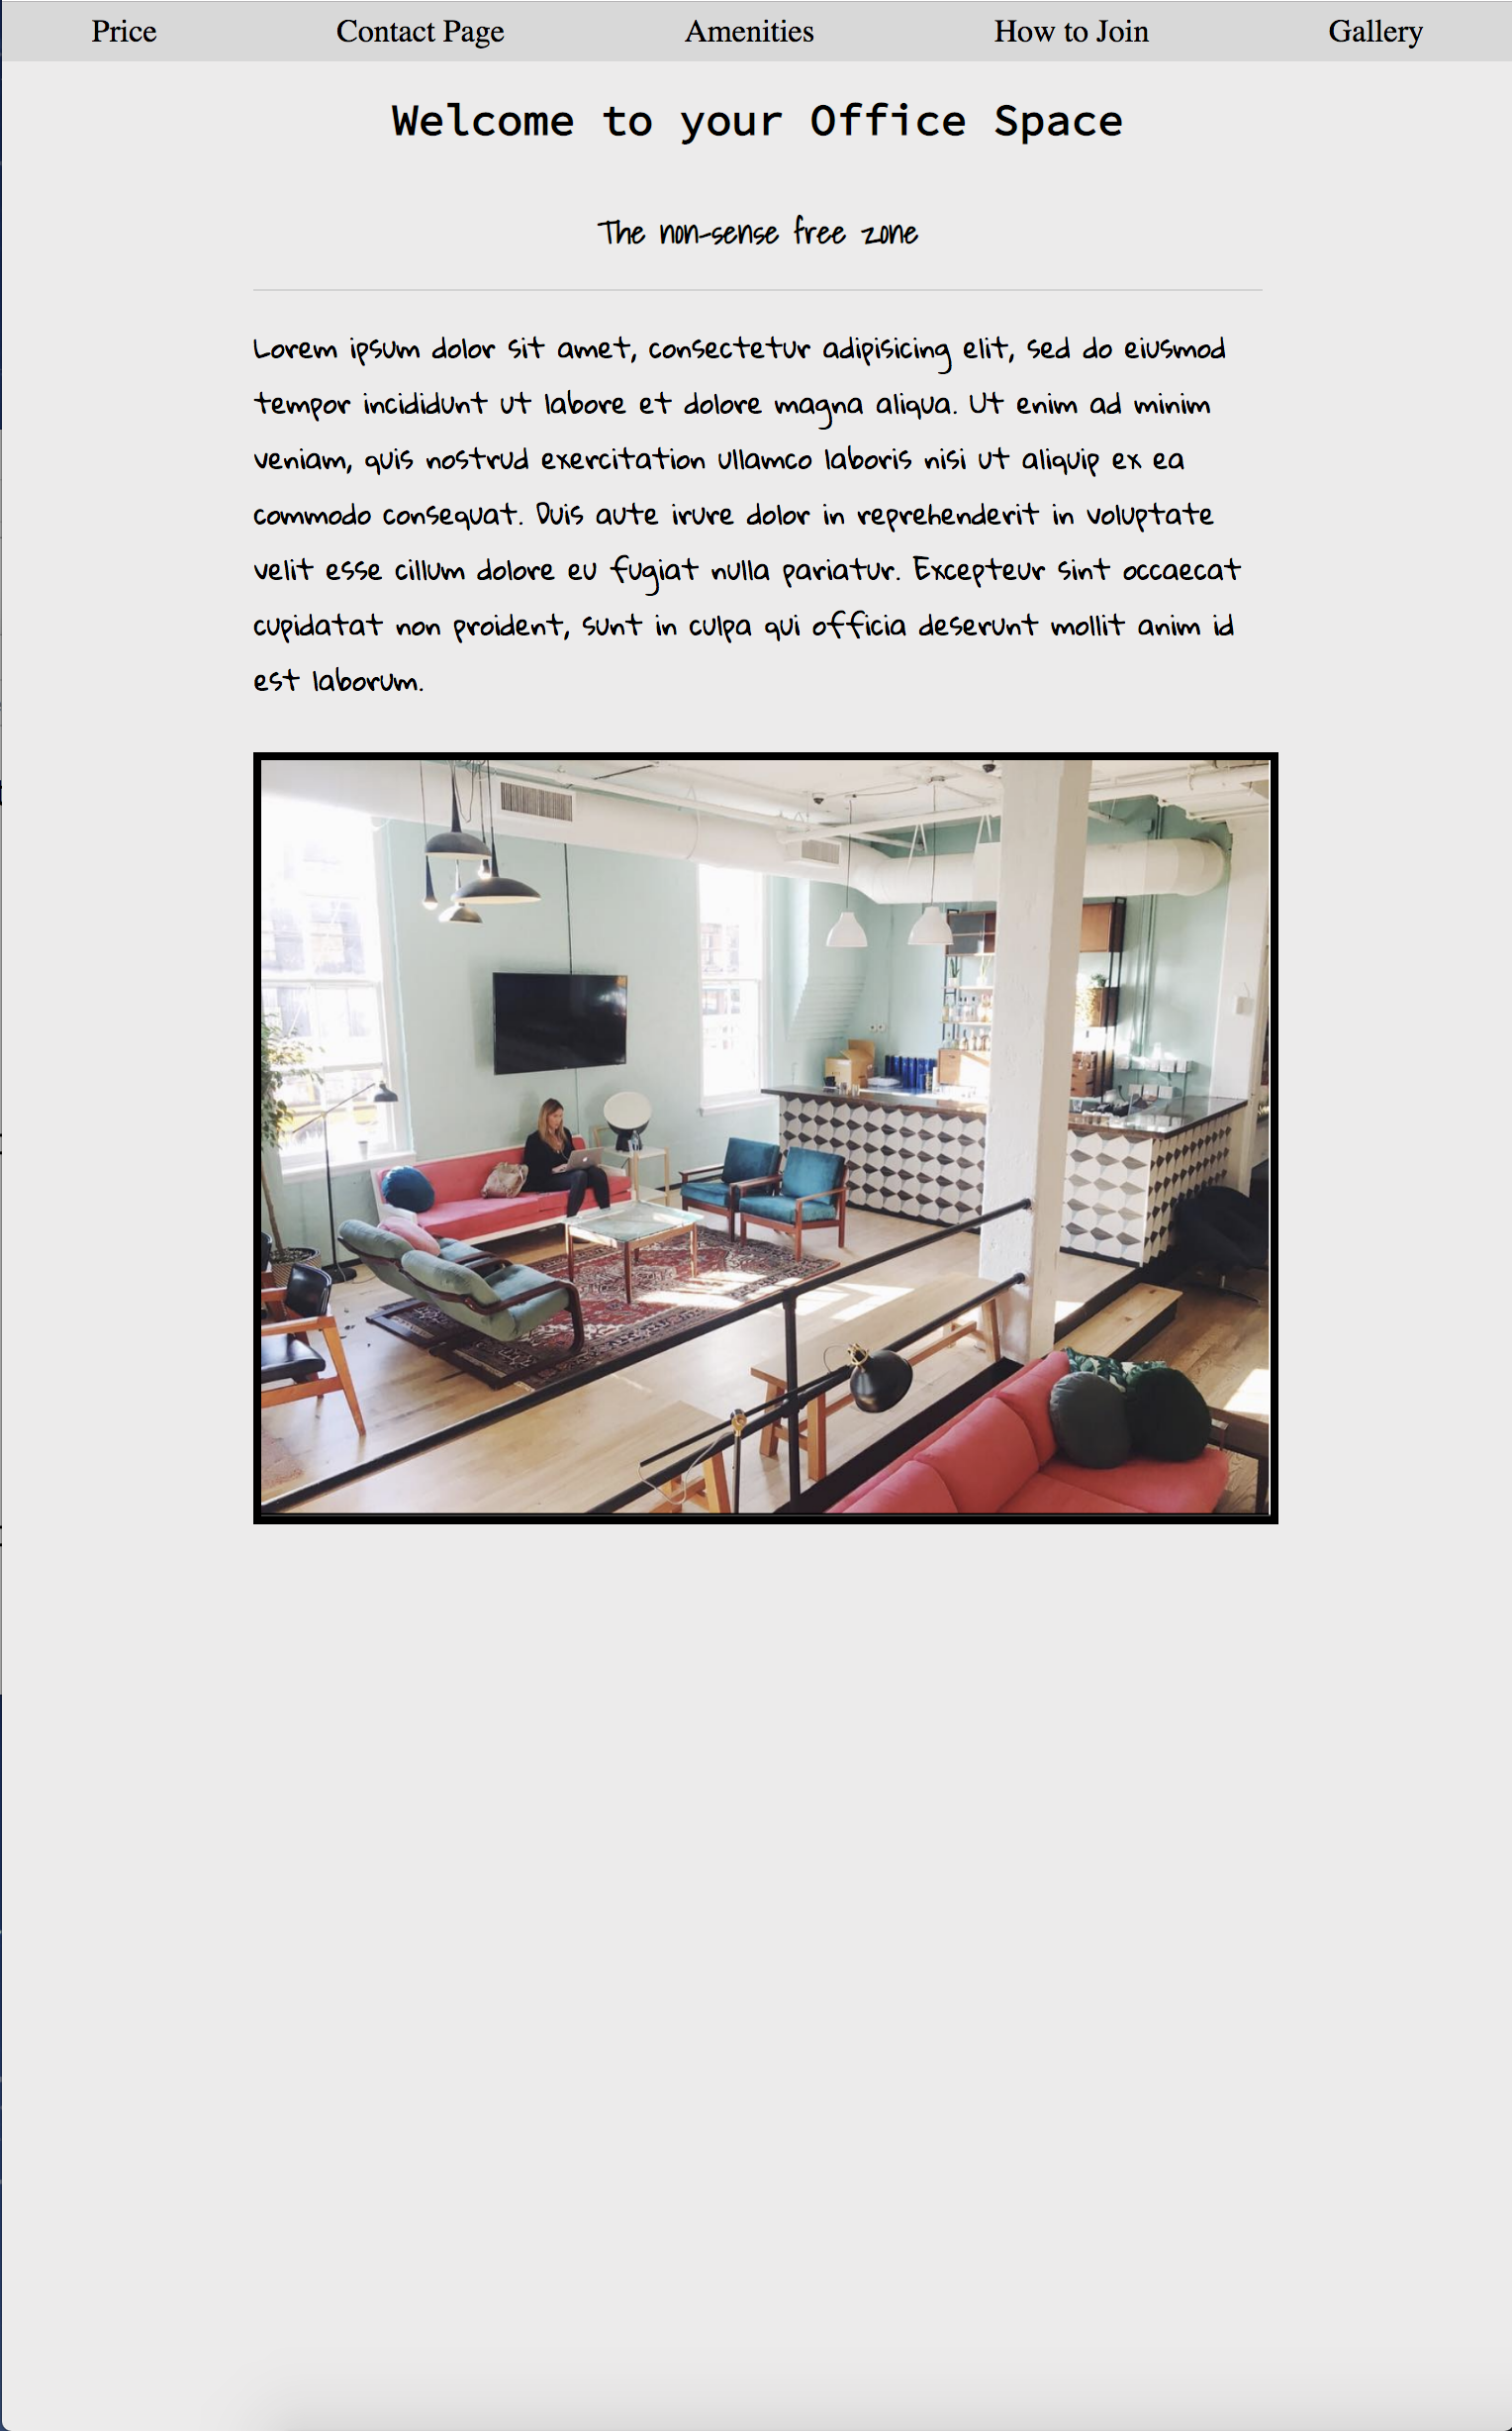 Price Contact Page Amenities How to Join Gallery
Welcome to your Office Space
The non-sense free zone
Lorem ipsum dolor sit amet, consectetur adipisicing elit, sed do eiusmod
tempor incididunt ut labore et dolore magna aliqua. Ut enim ad minim
veniam, quis nostrud exercitation ullamco laboris nisi ut aliquip ex ea
commodo consequat. Duis aute irure dolor in reprehenderit in voluptate
velit esse cillum dolore eu fugiat nulla pariatur. Excepteur sint occaecat
cupidatat non proident, sunt in culpa qui officia deserunt mollit anim id
est laborum.